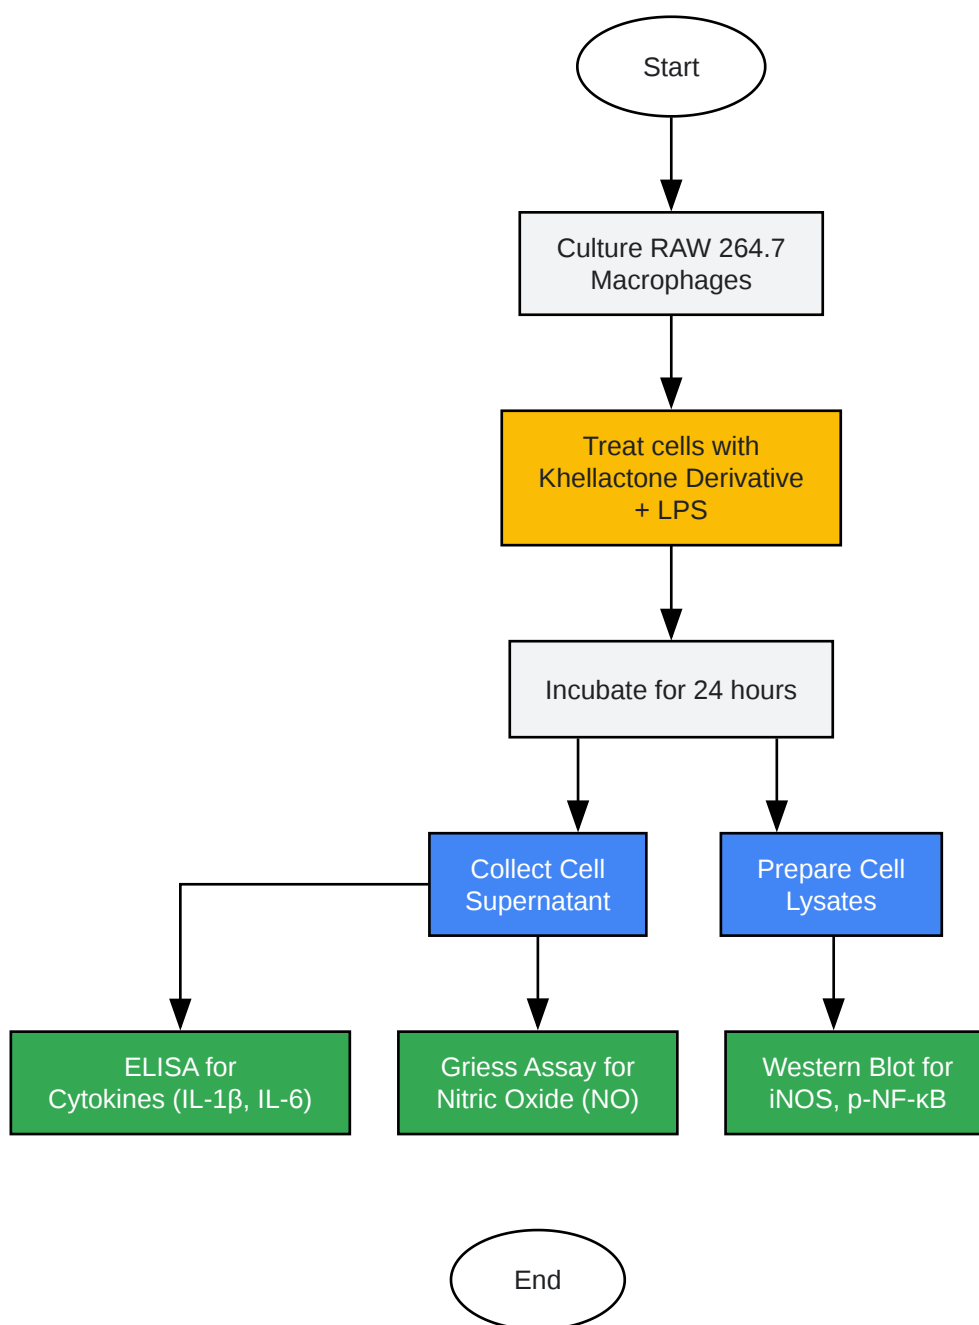 Start
Culture RAW 264.7
Macrophages
Treat cells with
Khellactone Derivative
+ LPS
Incubate for 24 hours
Collect Cell
Supernatant
Prepare Cell
Lysates
ELISA for
Cytokines (IL-1β, IL-6)
Griess Assay for
Nitric Oxide (NO)
Western Blot for
iNOS, p-NF-κB
End